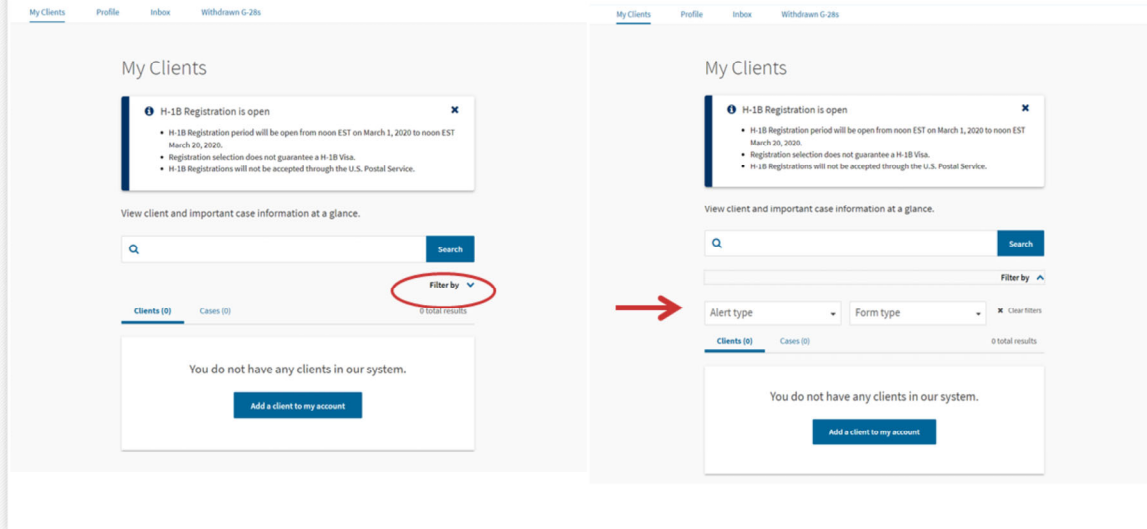 My Clients Profile Inbox Withdrawn G-28s
My Clients
H-1B Registration is open
H-1B Registration period will be open from noon EST on March 1, 2020 to noon EST
March 20, 2020.
Registration selection does not guarantee a H-1B Visa.
H-1B Registrations will not be accepted through the U.S. Postal Service.
View client and important case information at a glance.
Search
Filter by
Clients (0) Cases (0) 0 total results
You do not have any clients in our system.
Add a client to my account
My Clients Profile Inbox Withdrawn G-28s
My Clients
H-1B Registration is open
H-1B Registration period will be open from noon EST on March 1, 2020 to noon EST
March 20, 2020.
Registration selection does not guarantee a H-1B Visa.
H-1B Registrations will not be accepted through the U.S. Postal Service.
View client and important case information at a glance.
Search
Filter by
Alert type Form type Clear filters
Clients (0) Cases (0) 0 total results
You do not have any clients in our system.
Add a client to my account